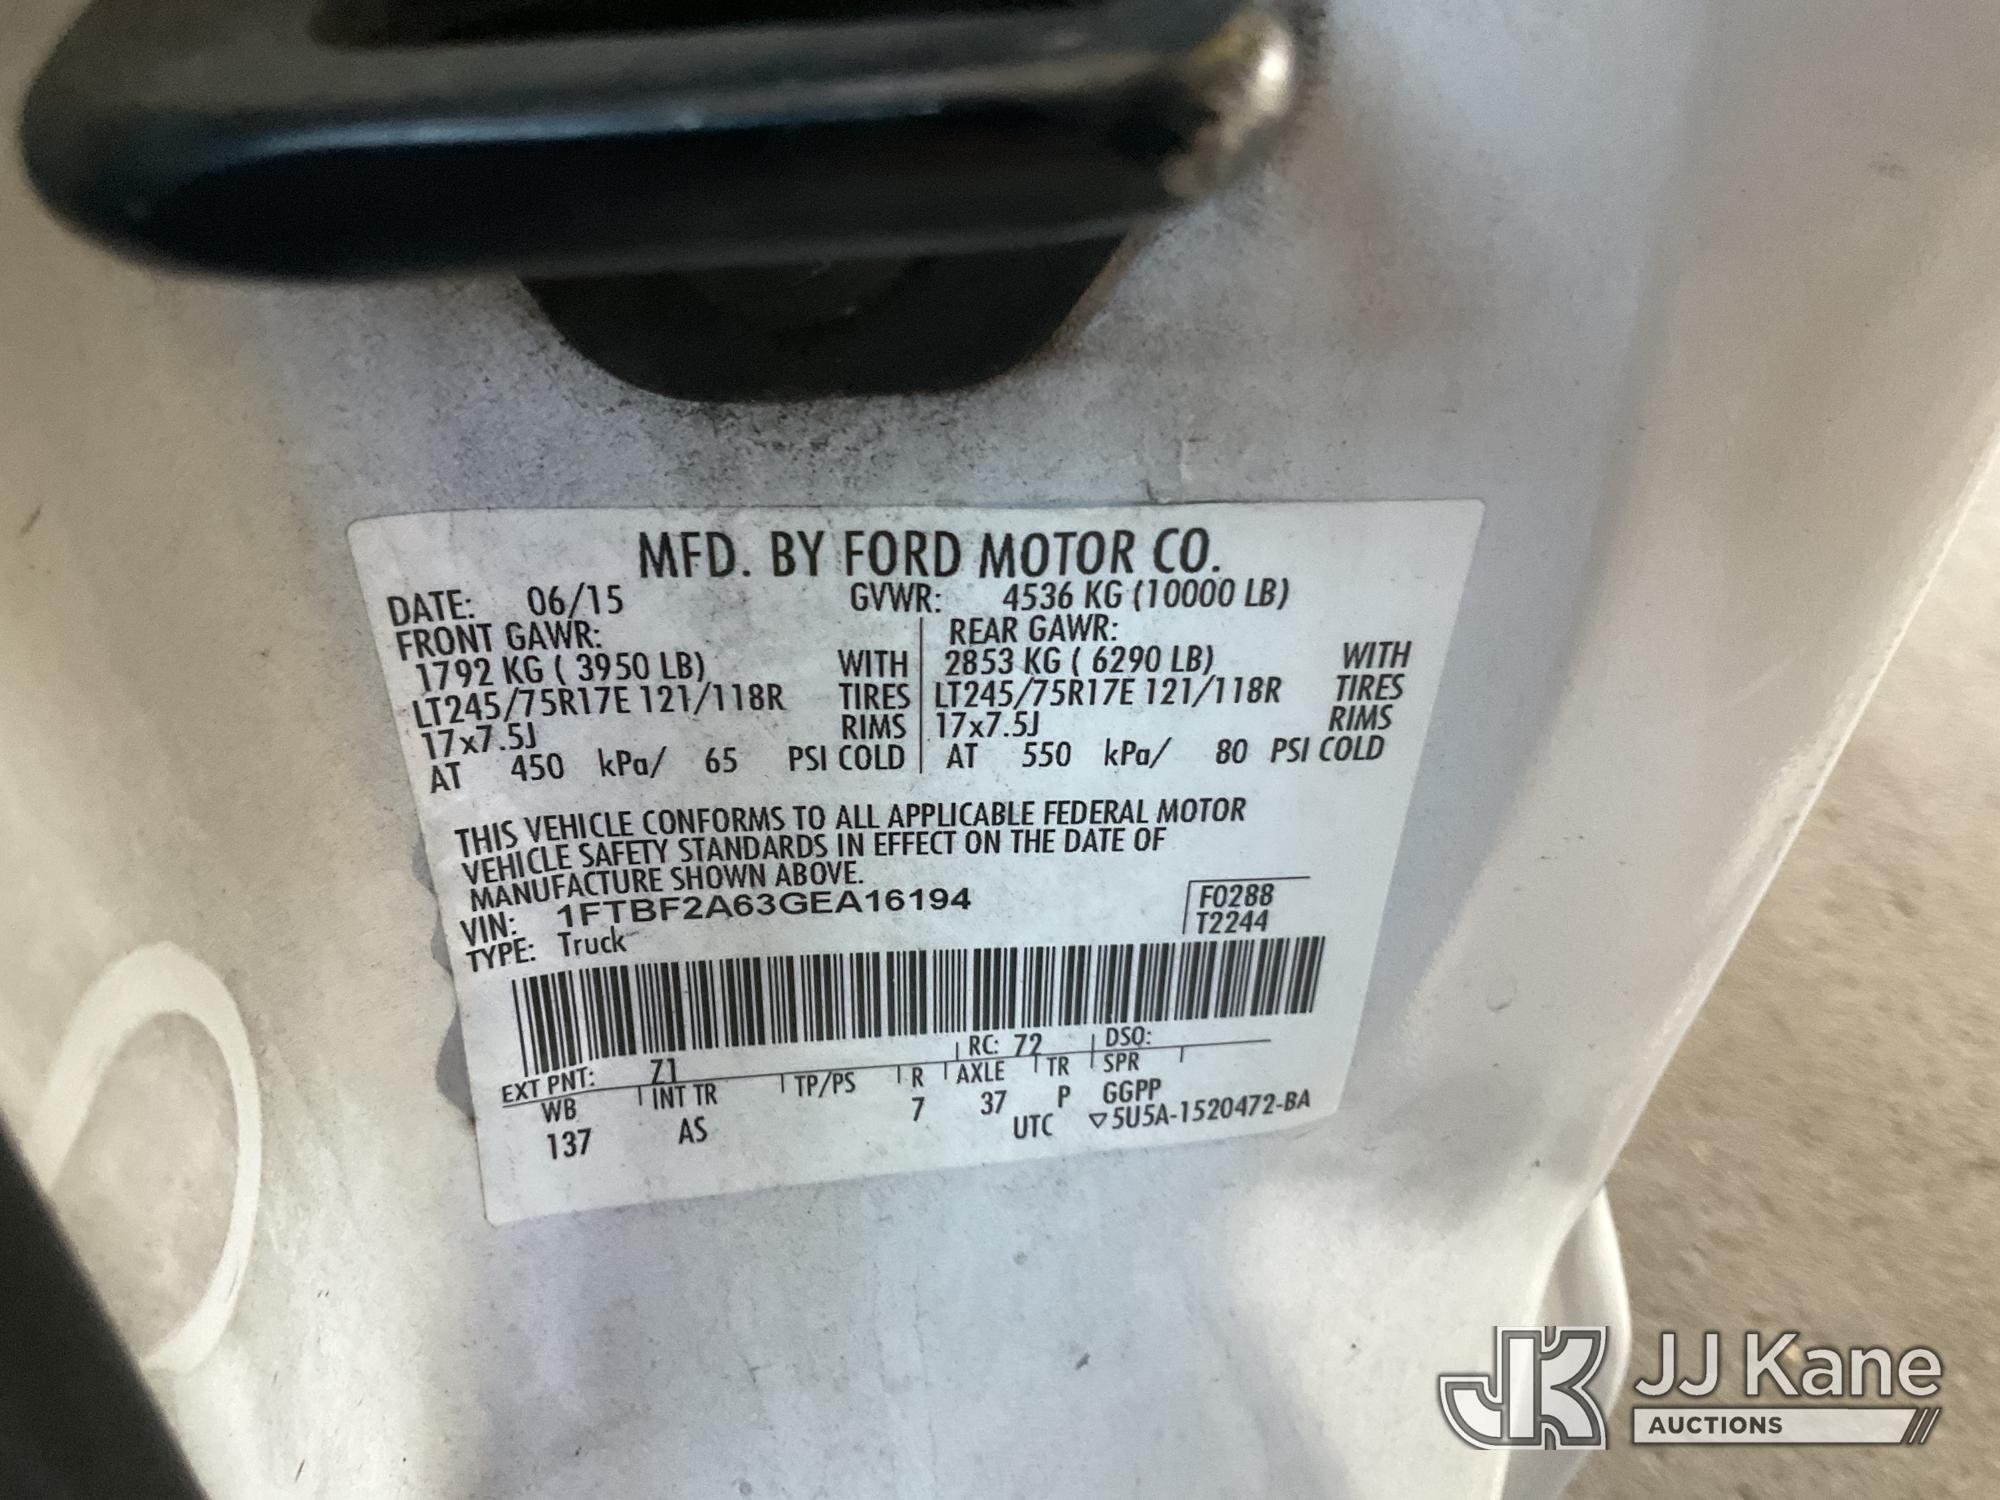 MFD. BY FORD MOTOR CO.
DATE: 06/15 GVWR: 4536 KG (10000 LB)
FRONT GAWR: REAR GAWR:
1792 KG ( 3950 LB) WITH 2853 KG ( 6290 LB) WITH
LT245/75R17E 121/118R TIRES LT245/75R17E 121/118R TIRES
17x7.5J RIMS 17x7.5J RIMS
AT 450 kPa/ 65 PSI COLD AT 550 kPa/ 80 PSI COLD
THIS VEHICLE CONFORMS TO ALL APPLICABLE FEDERAL MOTOR
VEHICLE SAFETY STANDARDS IN EFFECT ON THE DATE OF
MANUFACTURE SHOWN ABOVE.
VIN: 1FTBF2A63GEA16194 F0288
TYPE: Truck T2244
EXT PNT: Z1 RC: 72 DSO:
WB INT TR TP/PS R AXLE TR SPR
137 AS 7 37 P GGPP
UTC ▽5U5A-1520472-BA
JK JJ Kane
AUCTIONS